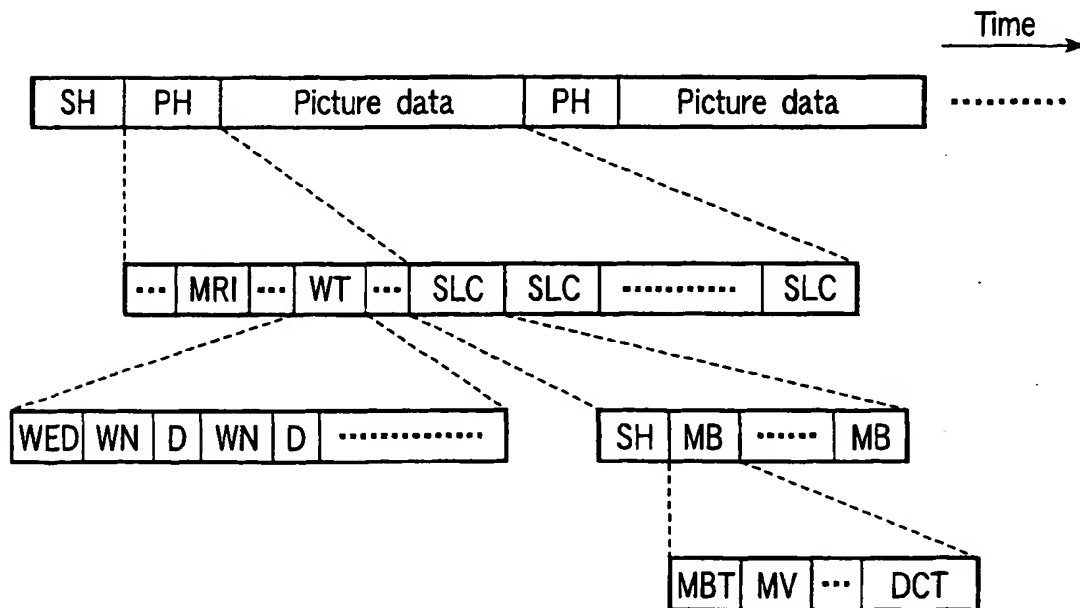 Time
SH PH Picture data PH Picture data ............
... MRI ... WT ... SLC SLC ............ SLC
WED WN D WN D ...............
SH MB ....... MB
MBT MV ... DCT